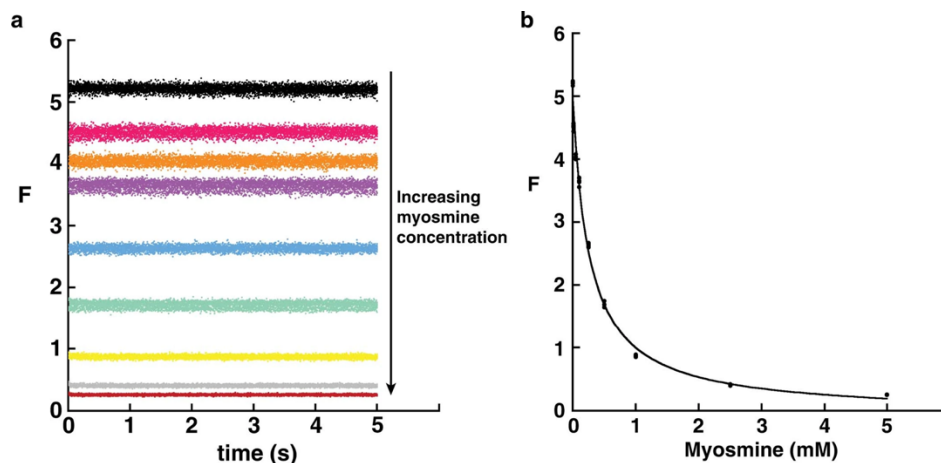 a
6
5
4
F
3
2
1
0
0 1 2 3 4 5
time (s)
Increasing
myosmine
concentration
b
6
5
4
F
3
2
1
0
0 1 2 3 4 5
Myosmine (mM)